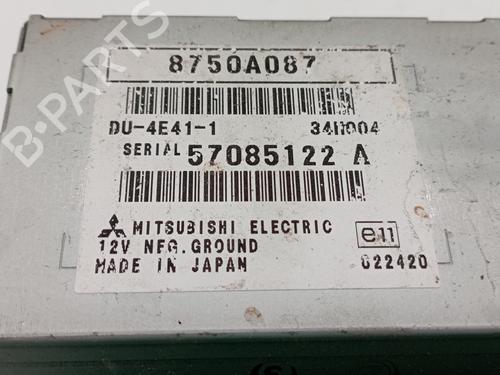 8750A087
DU-4E41-1 34H004
SERIAL 57085122 A
MITSUBISHI ELECTRIC
12V NEG.GROUND e11
MADE IN JAPAN 022420
B-PARTS